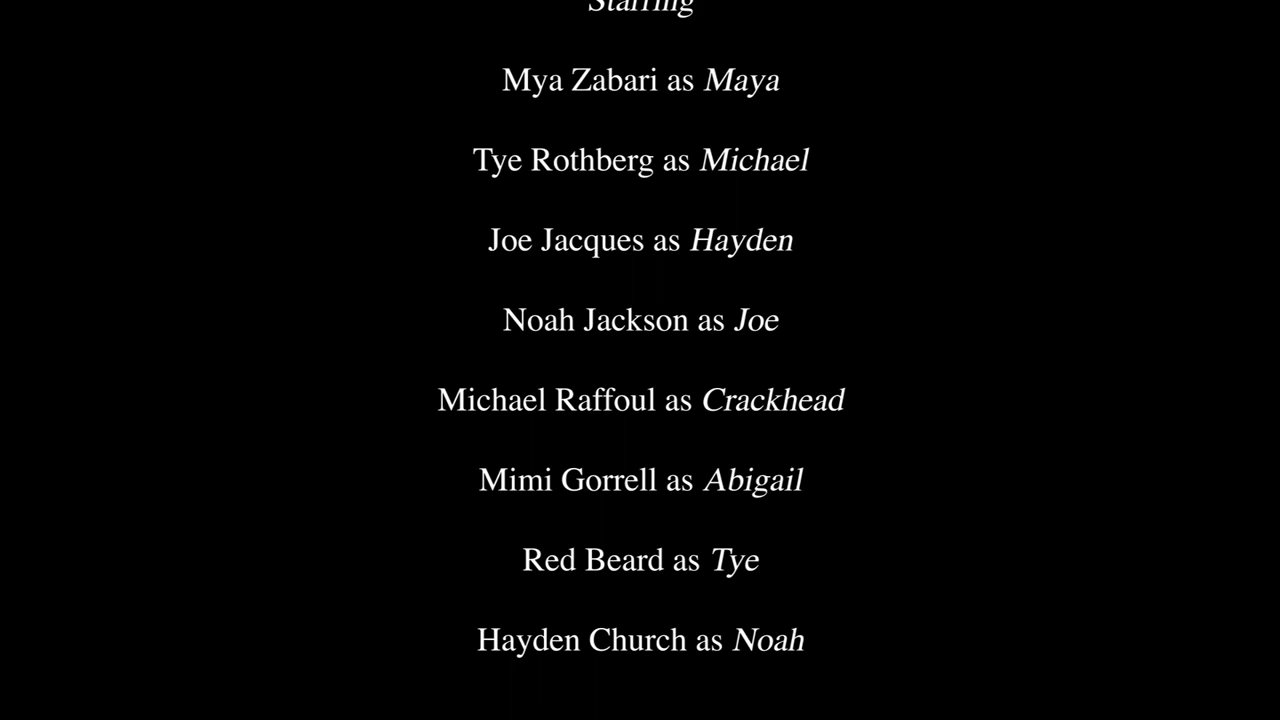 Starring
Mya Zabari as Maya
Tye Rothberg as Michael
Joe Jacques as Hayden
Noah Jackson as Joe
Michael Raffoul as Crackhead
Mimi Gorrell as Abigail
Red Beard as Tye
Hayden Church as Noah